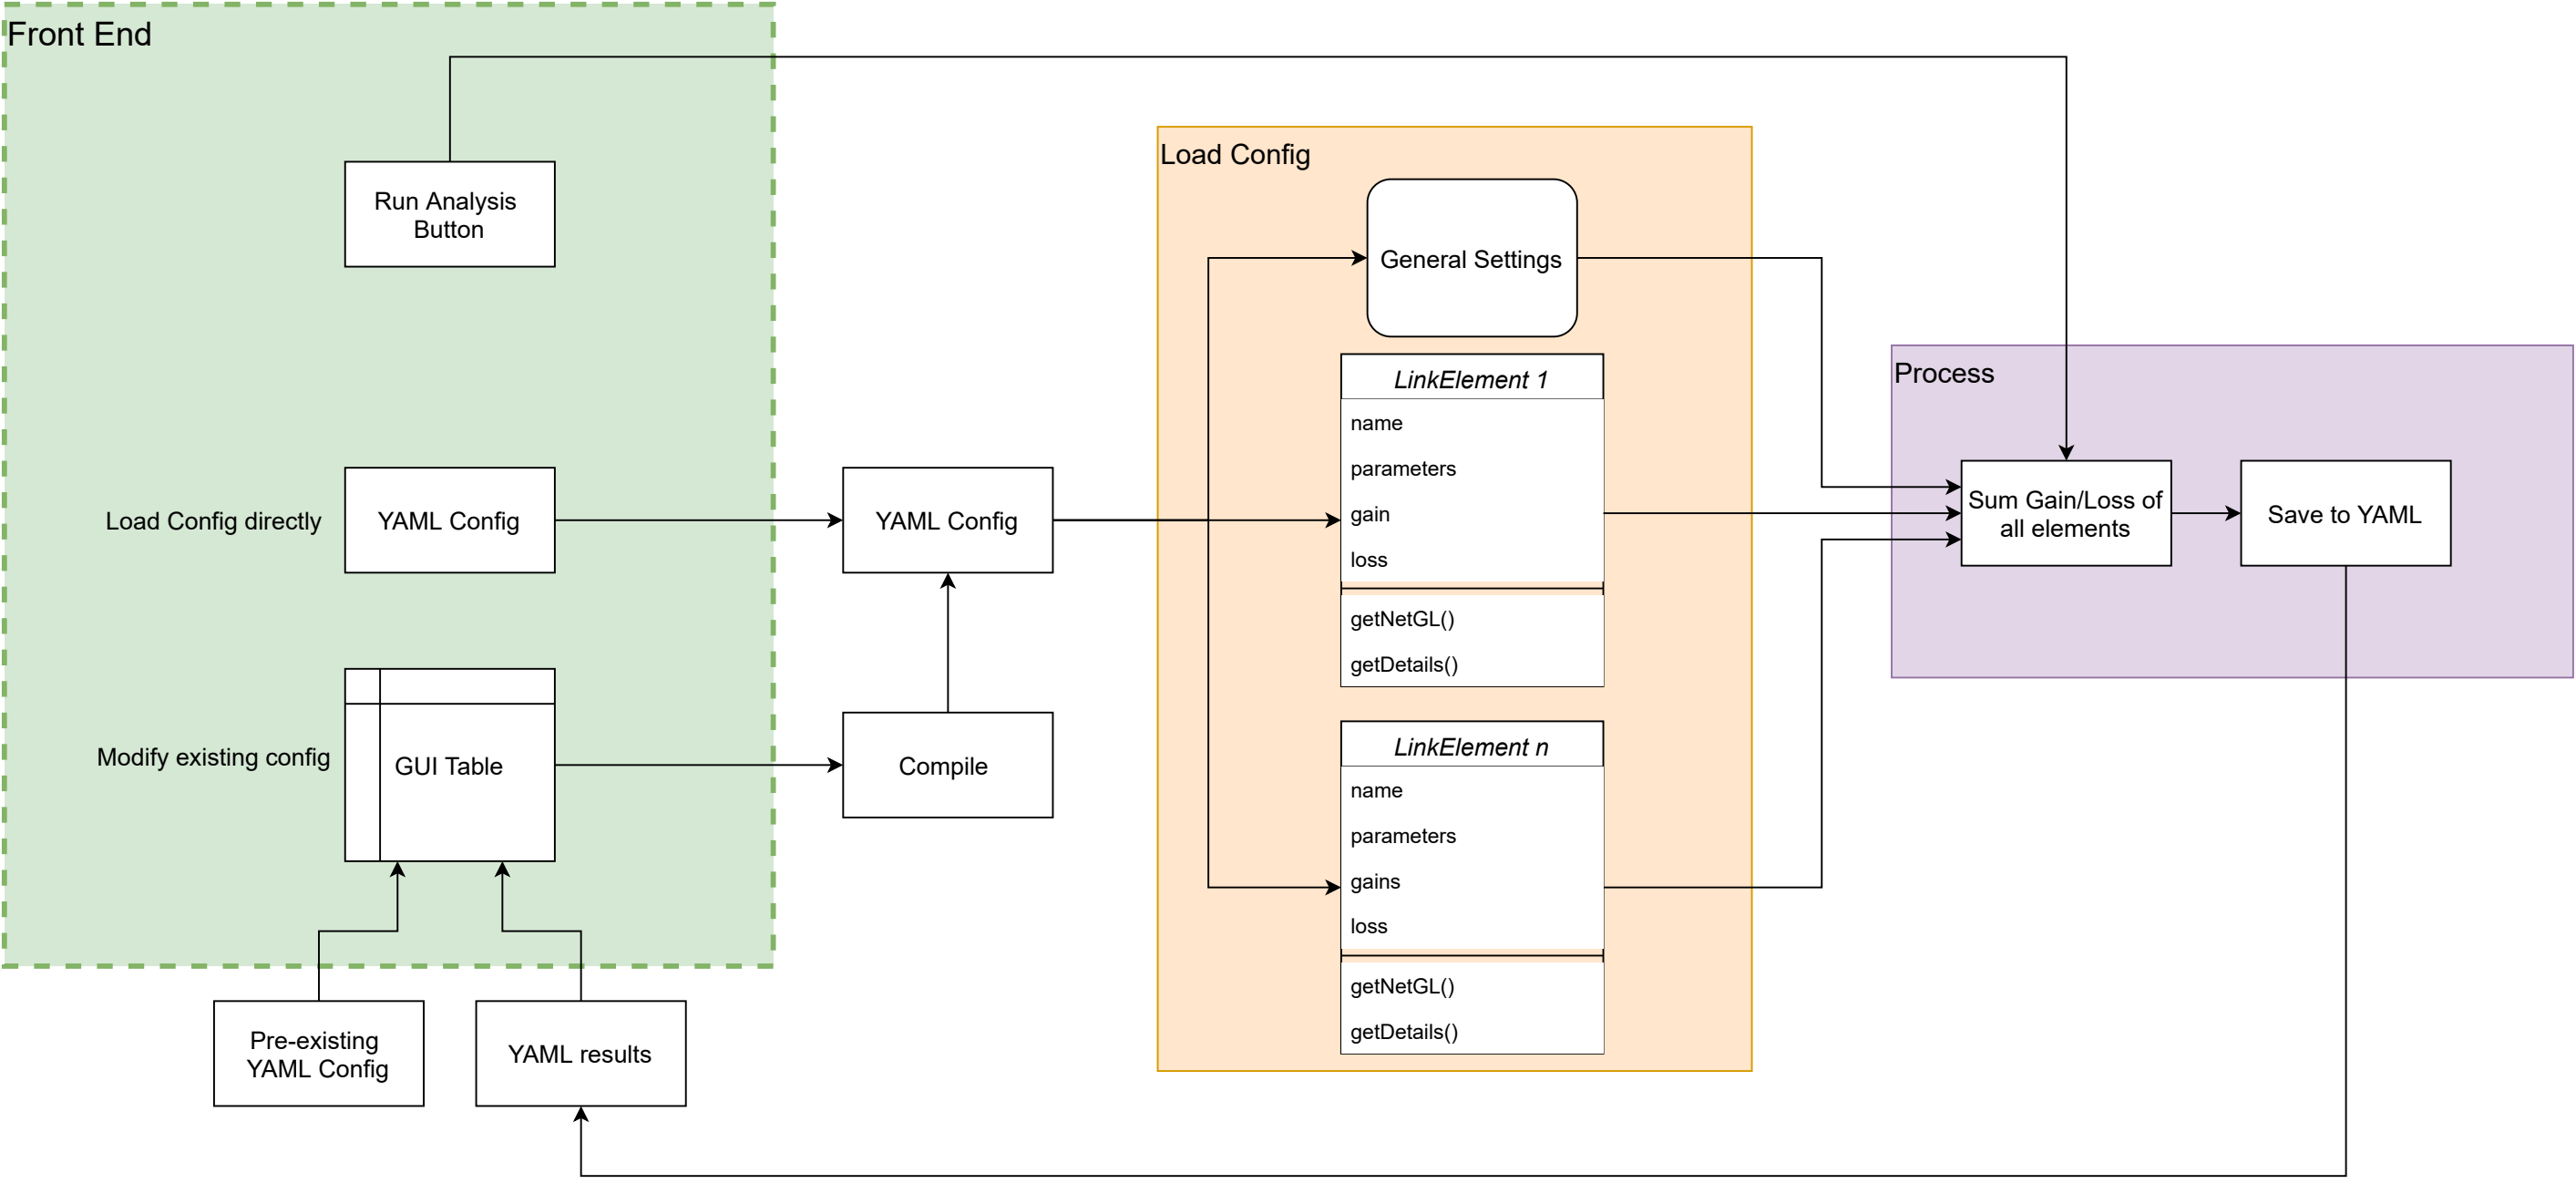 Front End
Run Analysis
Button
Load Config directly
YAML Config
Modify existing config
GUI Table
Pre-existing
YAML Config
YAML results
YAML Config
Compile
Load Config
General Settings
LinkElement 1
name
parameters
gain
loss
getNetGL()
getDetails()
LinkElement n
name
parameters
gains
loss
getNetGL()
getDetails()
Process
Sum Gain/Loss of
all elements
Save to YAML